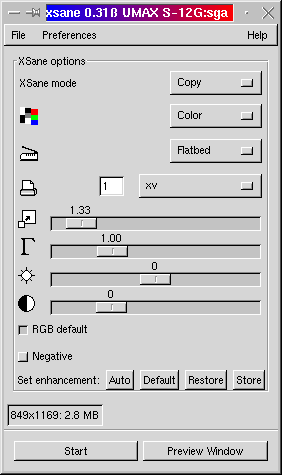 xsane 0.31ß UMAX S-12G:sga
File Preferences Help
XSane options
XSane mode Copy
Color
Flatbed
1 xv
1.33
1.00
0
0
RGB default
Negative
Set enhancement: Auto Default Restore Store
849x1169: 2.8 MB
Start Preview Window